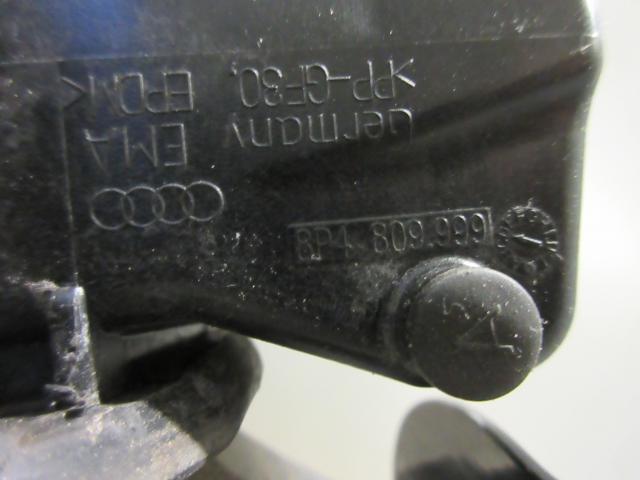 >PP-GF30, EPDM<
Germany EMA
8P4 809.999